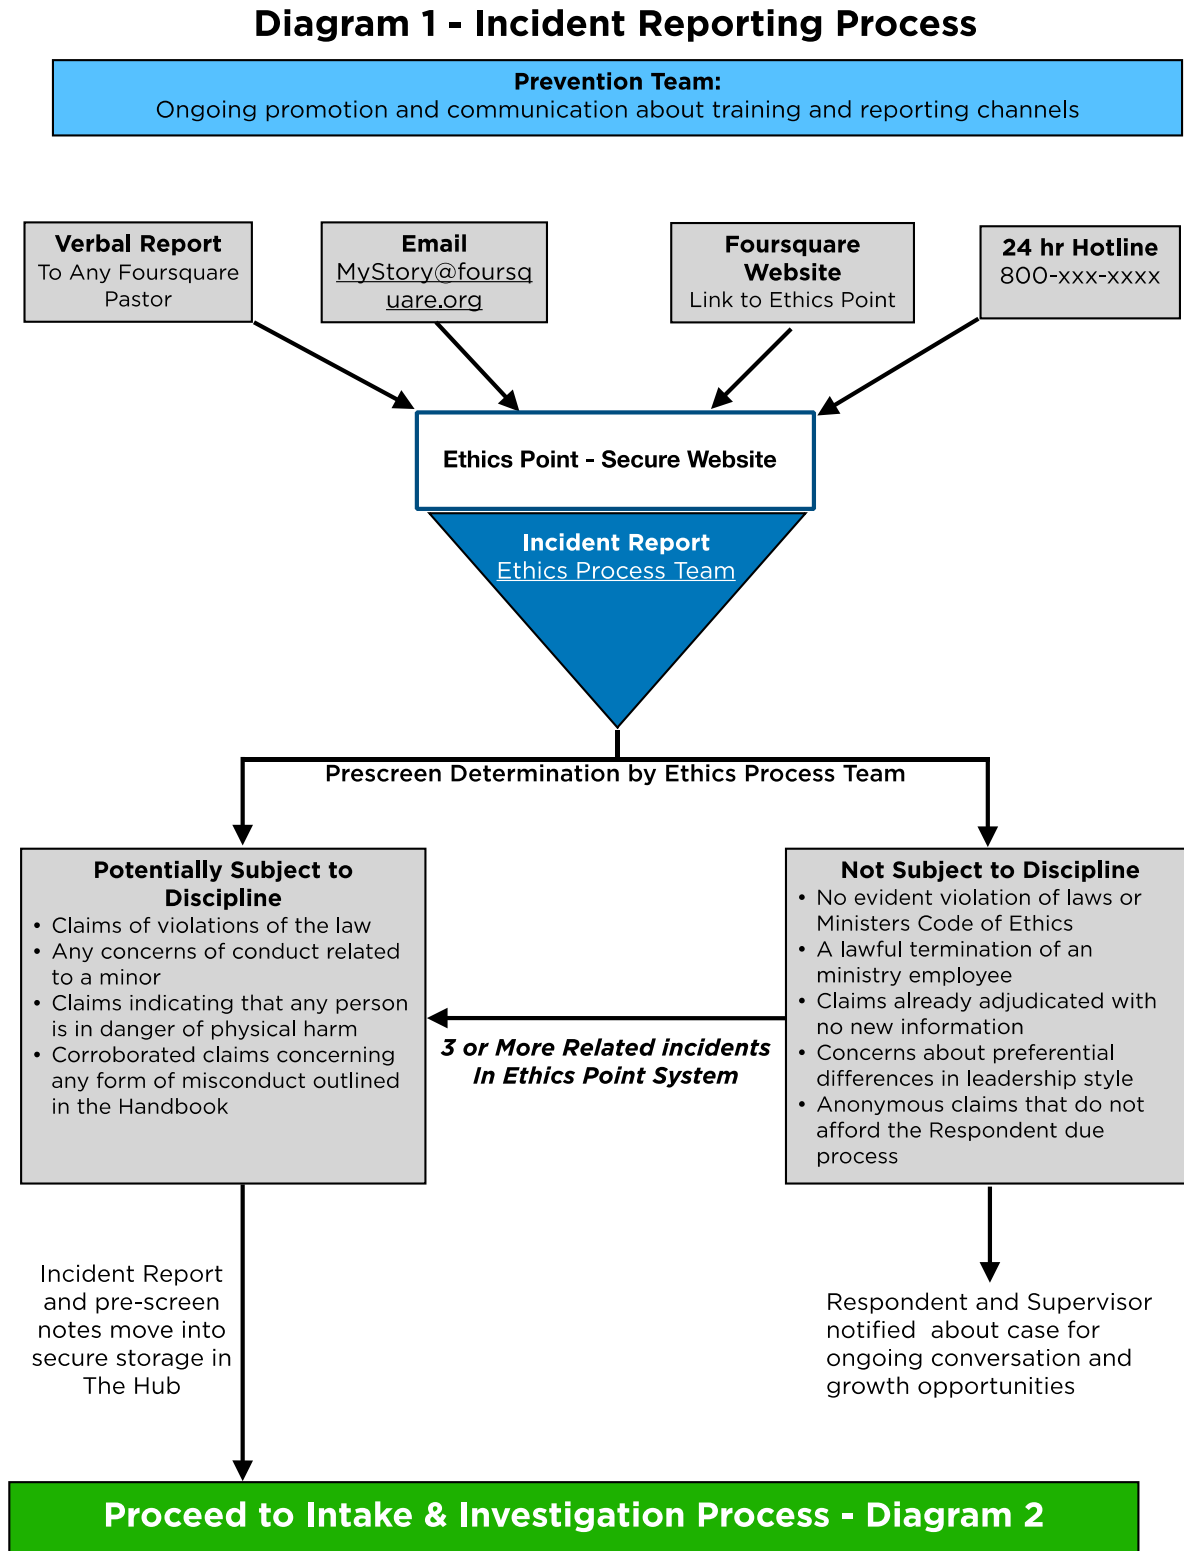 Diagram 1 - Incident Reporting Process
Prevention Team:
Ongoing promotion and communication about training and reporting channels
Verbal Report
To Any Foursquare
Pastor
Email
MyStory@foursq
uare.org
Foursquare
Website
Link to Ethics Point
24 hr Hotline
800-xxx-xxxx
Ethics Point - Secure Website
Incident Report
Ethics Process Team
Prescreen Determination by Ethics Process Team
Potentially Subject to
Discipline
• Claims of violations of the law
• Any concerns of conduct related
to a minor
• Claims indicating that any person
is in danger of physical harm
• Corroborated claims concerning
any form of misconduct outlined
in the Handbook
3 or More Related incidents
In Ethics Point System
Not Subject to Discipline
• No evident violation of laws or
Ministers Code of Ethics
• A lawful termination of an
ministry employee
• Claims already adjudicated with
no new information
• Concerns about preferential
differences in leadership style
• Anonymous claims that do not
afford the Respondent due
process
Incident Report
and pre-screen
notes move into
secure storage in
The Hub
Respondent and Supervisor
notified  about case for
ongoing conversation and
growth opportunities
Proceed to Intake & Investigation Process - Diagram 2